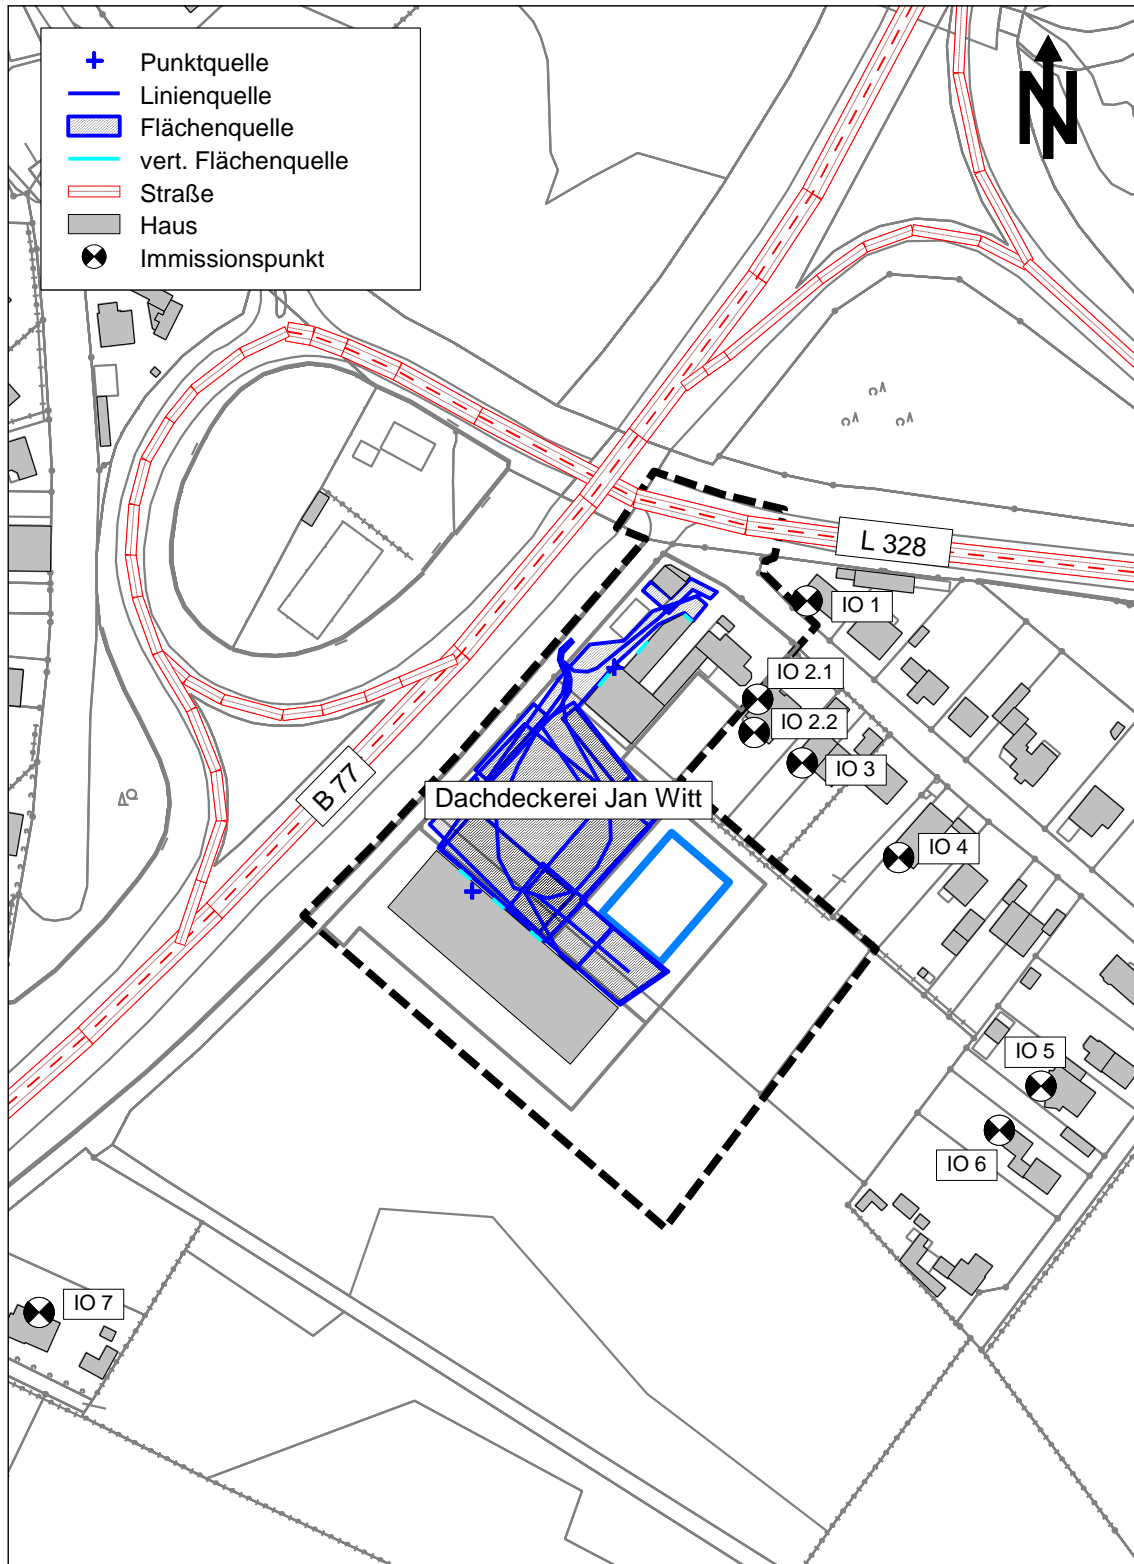 Punktquelle
Linienquelle
Flächenquelle
vert. Flächenquelle
Straße
Haus
Immissionspunkt
N
L 328
IO 1
IO 2.1
IO 2.2
IO 3
B 77
Dachdeckerei Jan Witt
IO 4
IO 5
IO 6
IO 7